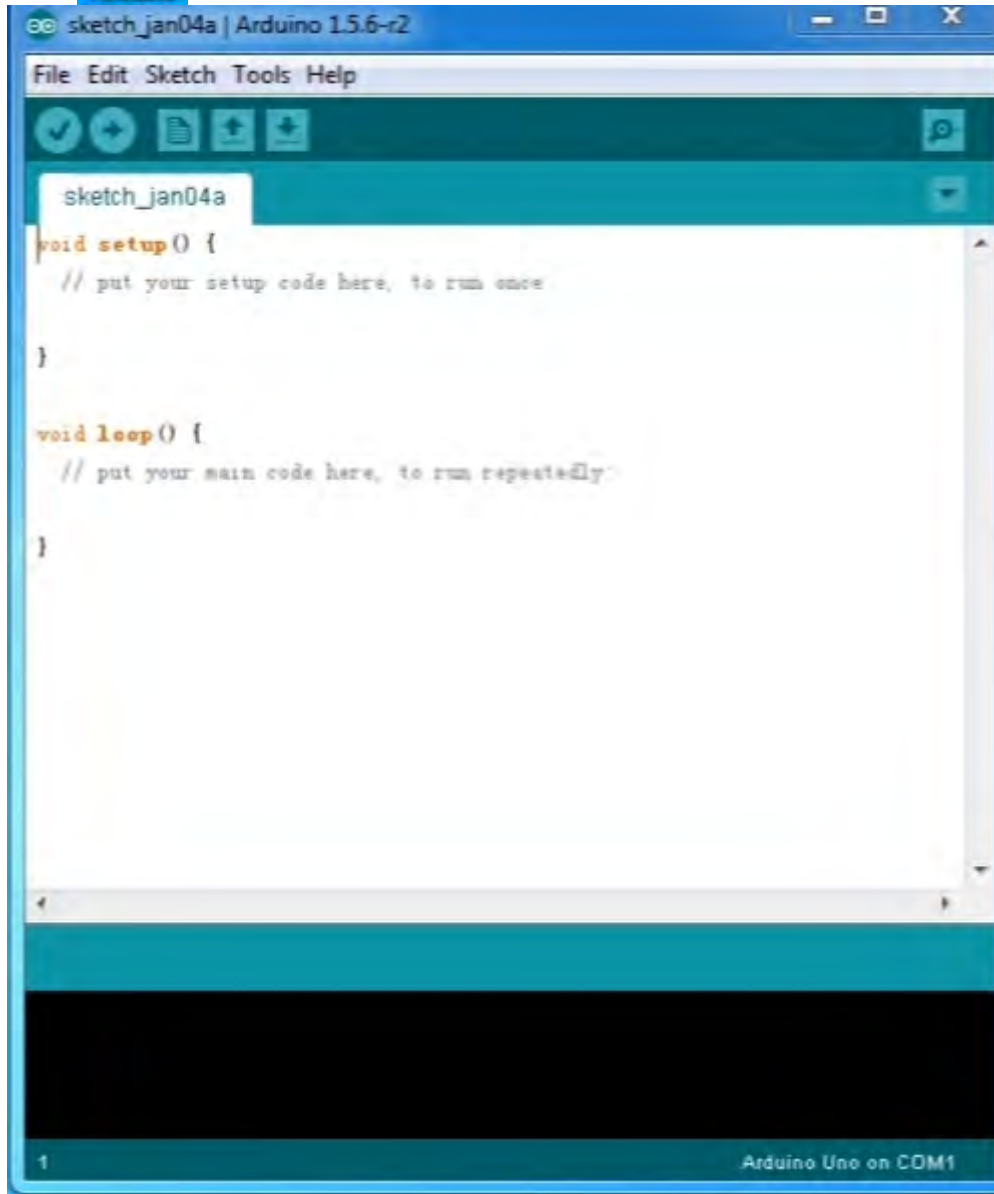 sketch_jan04a | Arduino 1.5.6-r2
File Edit Sketch Tools Help
sketch_jan04a
void setup() {
  // put your setup code here, to run once

}

void loop() {
  // put your main code here, to run repeatedly:

}
1
Arduino Uno on COM1